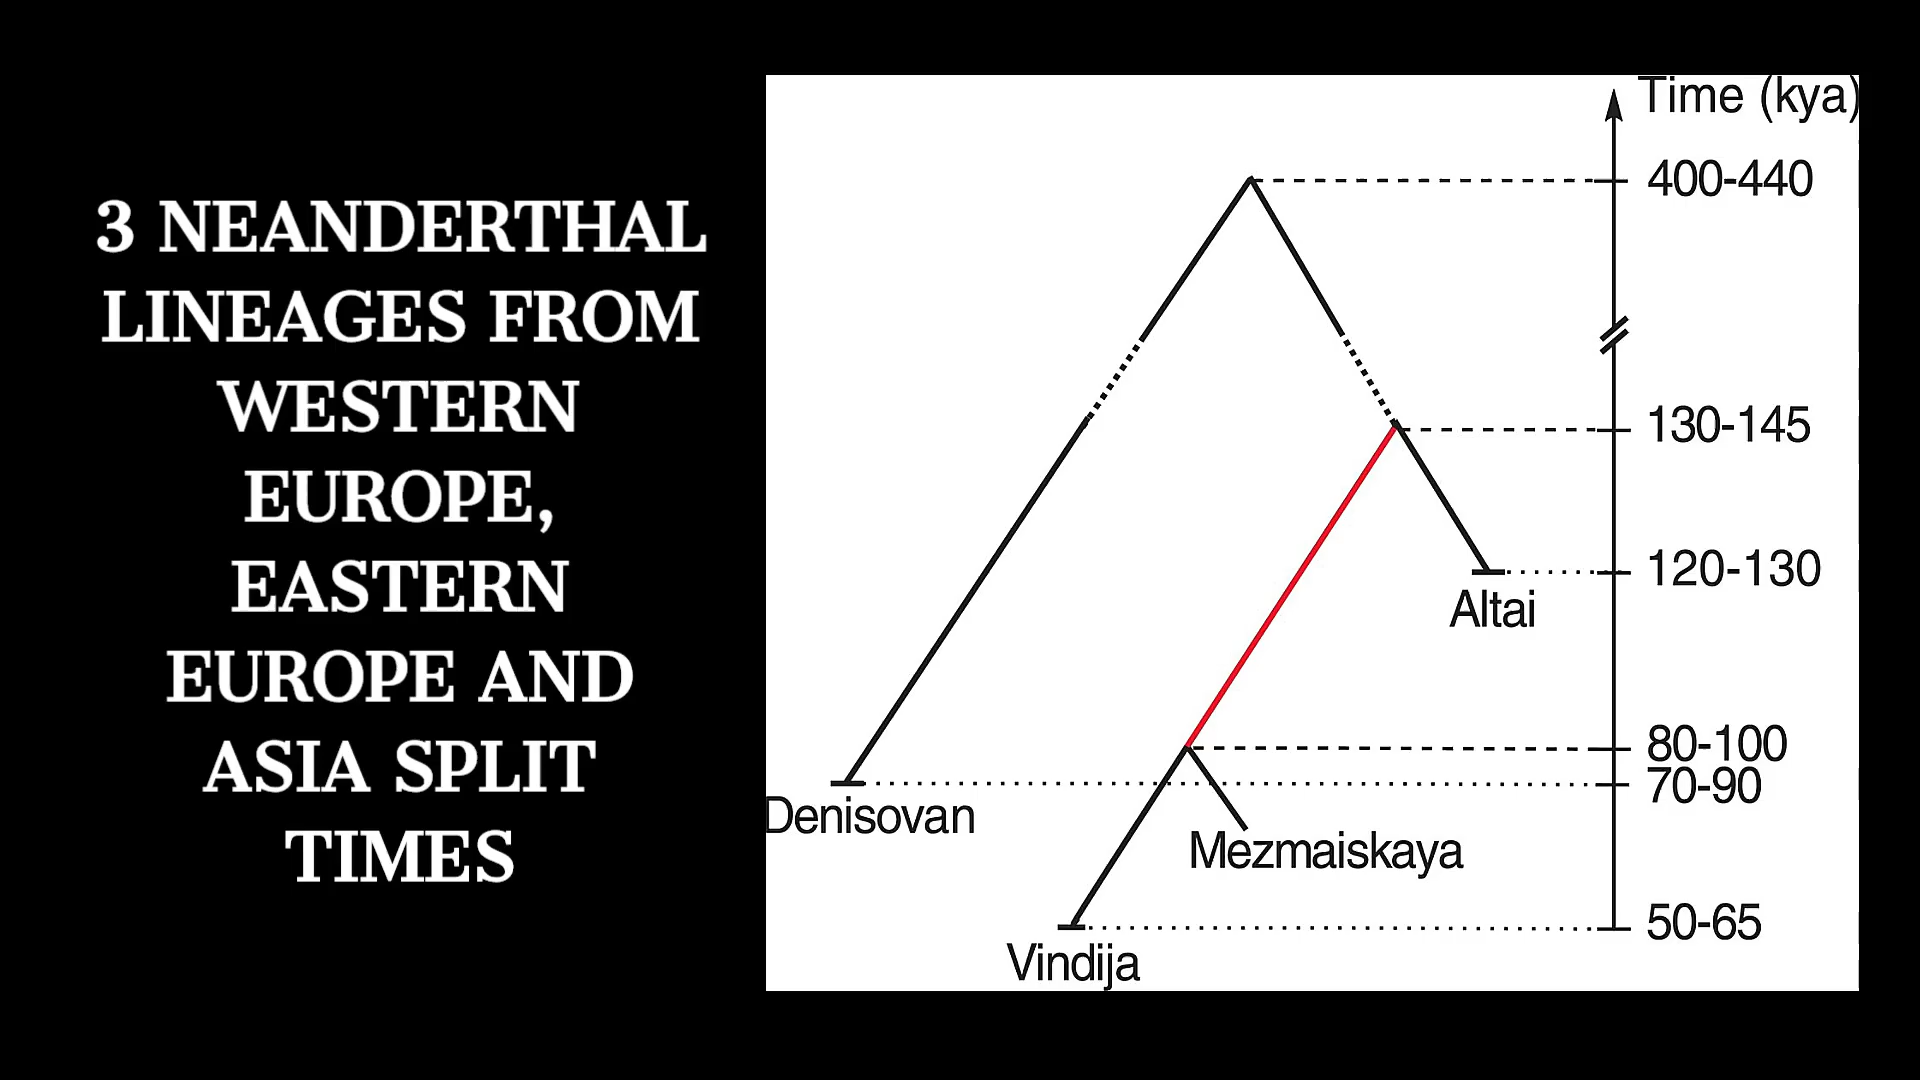 3 NEANDERTHAL
LINEAGES FROM
WESTERN
EUROPE,
EASTERN
EUROPE AND
ASIA SPLIT
TIMES
Time (kya)
400-440
130-145
120-130
Altai
80-100
70-90
Denisovan
Mezmaiskaya
50-65
Vindija